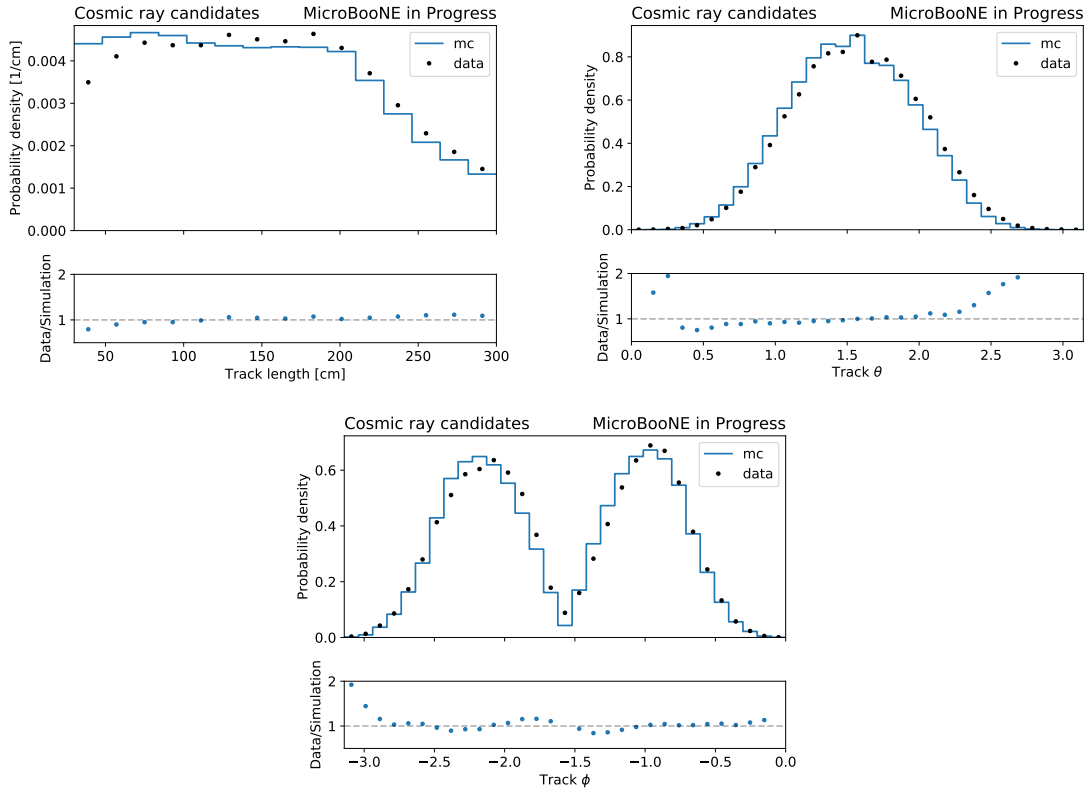 Cosmic ray candidates MicroBooNE in Progress
Probability density [1/cm]
0.004
0.003
0.002
0.001
0.000
mc
data
Data/Simulation
2
1
50 100 150 200 250 300
Track length [cm]
Cosmic ray candidates MicroBooNE in Progress
Probability density
0.8
0.6
0.4
0.2
0.0
mc
data
Data/Simulation
2
1
0.0 0.5 1.0 1.5 2.0 2.5 3.0
Track θ
Cosmic ray candidates MicroBooNE in Progress
Probability density
0.6
0.4
0.2
0.0
mc
data
Data/Simulation
2
1
−3.0 −2.5 −2.0 −1.5 −1.0 −0.5 0.0
Track ϕ